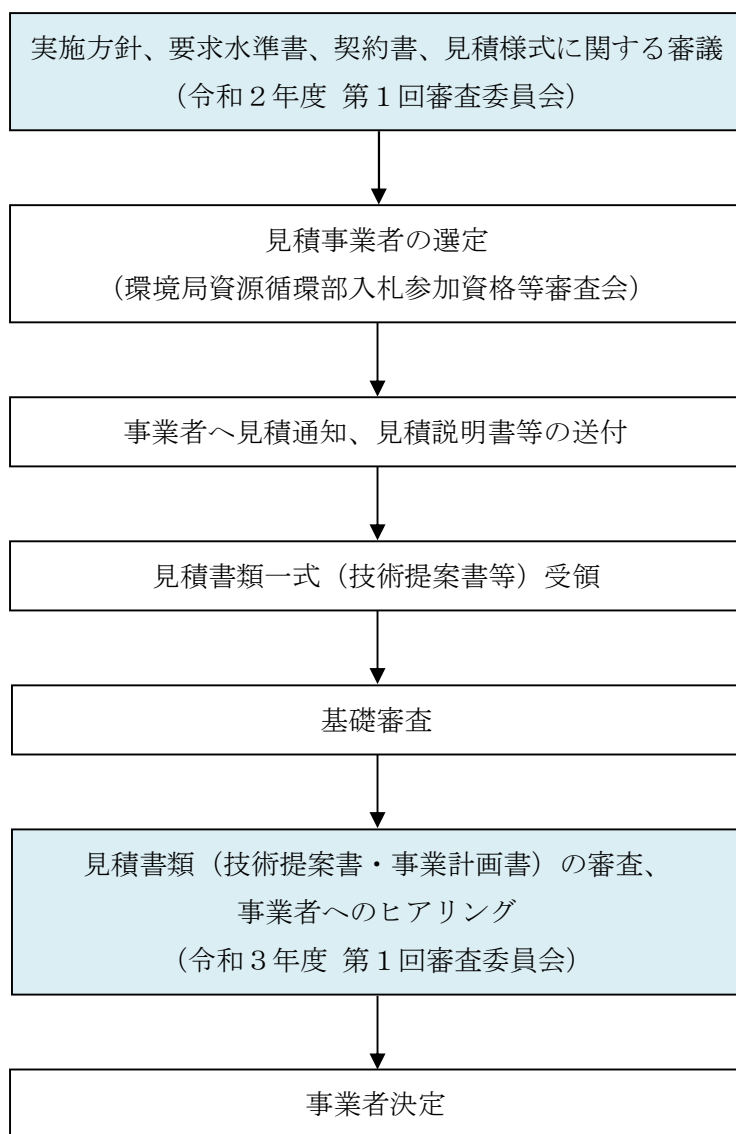 実施方針、要求水準書、契約書、見積様式に関する審議
（令和２年度 第１回審査委員会）
見積事業者の選定
（環境局資源循環部入札参加資格等審査会）
事業者へ見積通知、見積説明書等の送付
見積書類一式（技術提案書等）受領
基礎審査
見積書類（技術提案書・事業計画書）の審査、
事業者へのヒアリング
（令和３年度 第１回審査委員会）
事業者決定